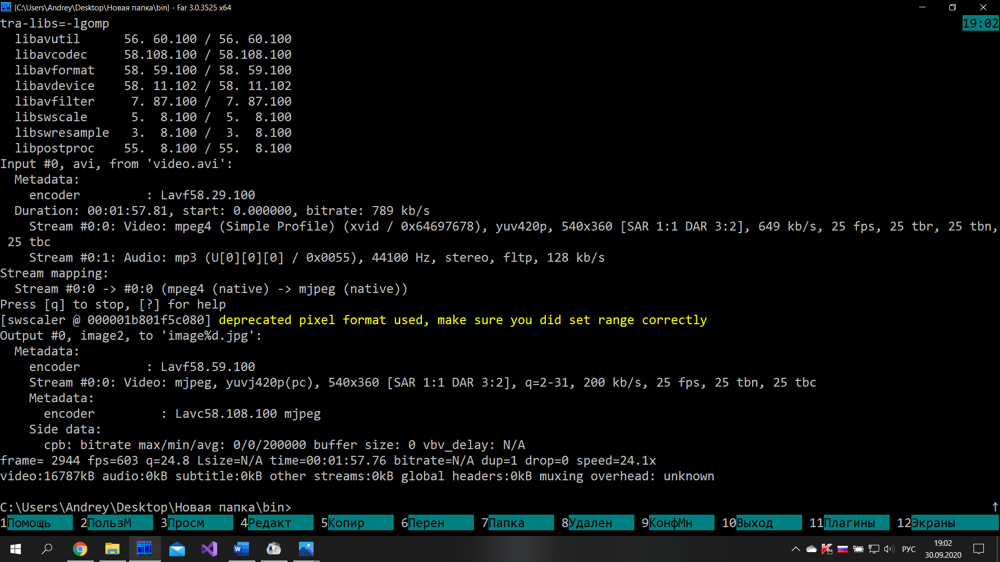 {C:\Users\Andrey\Desktop\Новая папка\bin} - Far 3.0.3525 x64
tra-libs=-lgomp
19:02
libavutil 56. 60.100 / 56. 60.100
libavcodec 58.108.100 / 58.108.100
libavformat 58. 59.100 / 58. 59.100
libavdevice 58. 11.102 / 58. 11.102
libavfilter 7. 87.100 / 7. 87.100
libswscale 5. 8.100 / 5. 8.100
libswresample 3. 8.100 / 3. 8.100
libpostproc 55. 8.100 / 55. 8.100
Input #0, avi, from 'video.avi':
Metadata:
encoder : Lavf58.29.100
Duration: 00:01:57.81, start: 0.000000, bitrate: 789 kb/s
Stream #0:0: Video: mpeg4 (Simple Profile) (xvid / 0x64697678), yuv420p, 540x360 [SAR 1:1 DAR 3:2], 649 kb/s, 25 fps, 25 tbr, 25 tbn,
25 tbc
Stream #0:1: Audio: mp3 (U[0][0][0] / 0x0055), 44100 Hz, stereo, fltp, 128 kb/s
Stream mapping:
Stream #0:0 -> #0:0 (mpeg4 (native) -> mjpeg (native))
Press [q] to stop, [?] for help
[swscaler @ 000001b801f5c080] deprecated pixel format used, make sure you did set range correctly
Output #0, image2, to 'image%d.jpg':
Metadata:
encoder : Lavf58.59.100
Stream #0:0: Video: mjpeg, yuvj420p(pc), 540x360 [SAR 1:1 DAR 3:2], q=2-31, 200 kb/s, 25 fps, 25 tbn, 25 tbc
Metadata:
encoder : Lavc58.108.100 mjpeg
Side data:
cpb: bitrate max/min/avg: 0/0/200000 buffer size: 0 vbv_delay: N/A
frame= 2944 fps=603 q=24.8 Lsize=N/A time=00:01:57.76 bitrate=N/A dup=1 drop=0 speed=24.1x
video:16787kB audio:0kB subtitle:0kB other streams:0kB global headers:0kB muxing overhead: unknown
C:\Users\Andrey\Desktop\Новая папка\bin>
1Помощь 2ПользМ 3Просм 4Редакт 5Копир 6Перен 7Папка 8Удален 9КонфМн 10Выход 11Плагины 12Экраны
РУС
19:02
30.09.2020